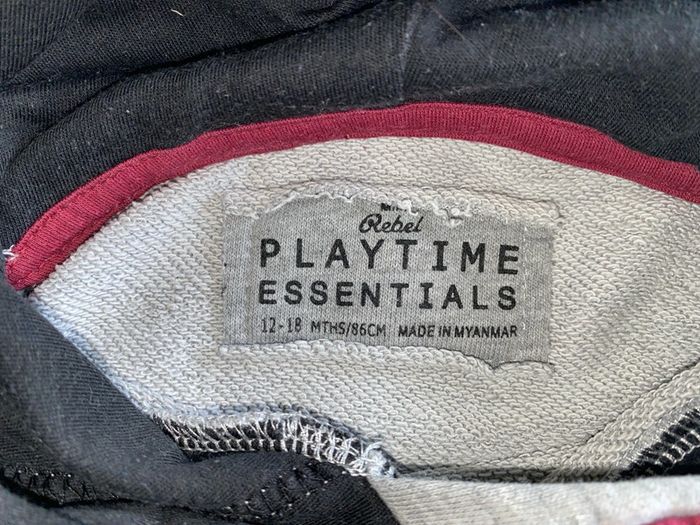 Rebel
PLAYTIME
ESSENTIALS
12-18 MTHS/86CM MADE IN MYANMAR